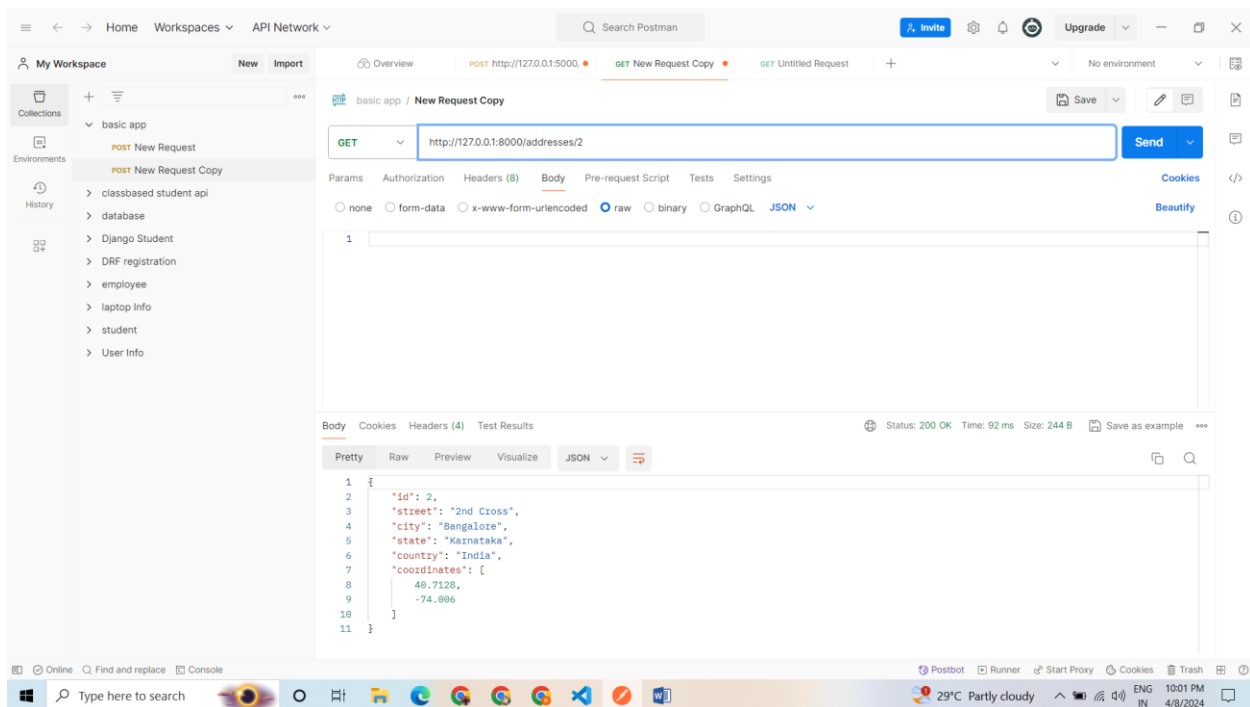 Home Workspaces API Network Search Postman Invite Upgrade
My Workspace New Import Overview POST http://127.0.0.1:5000, GET New Request Copy GET Untitled Request No environment
Collections
Environments
History
basic app
POST New Request
POST New Request Copy
classbased student api
database
Django Student
DRF registration
employee
laptop Info
student
User Info
HTTP basic app / New Request Copy Save
GET http://127.0.0.1:8000/addresses/2 Send
Params Authorization Headers (8) Body Pre-request Script Tests Settings Cookies
none form-data x-www-form-urlencoded raw binary GraphQL JSON Beautify
1
Body Cookies Headers (4) Test Results Status: 200 OK Time: 92 ms Size: 244 B Save as example
Pretty Raw Preview Visualize JSON
1 {
2 "id": 2,
3 "street": "2nd Cross",
4 "city": "Bangalore",
5 "state": "Karnataka",
6 "country": "India",
7 "coordinates": [
8 40.7128,
9 -74.006
10 ]
11 }
Online Find and replace Console Postbot Runner Start Proxy Cookies Trash
Type here to search 29°C Partly cloudy ENG 10:01 PM
IN 4/8/2024